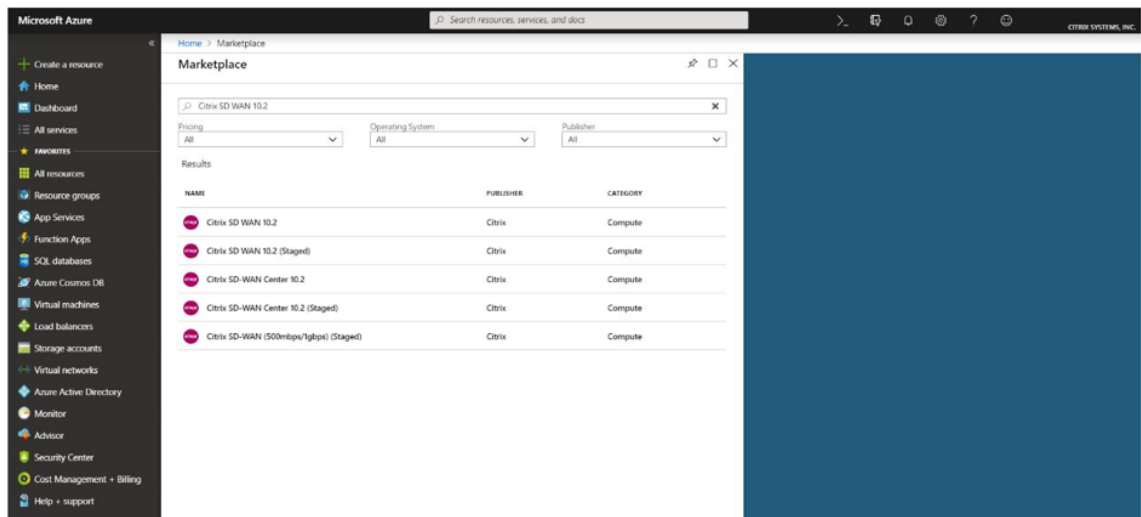 Microsoft Azure
Search resources, services, and docs
CITRIX SYSTEMS, INC.
Create a resource
Home
Dashboard
All services
FAVORITES
All resources
Resource groups
App Services
Function Apps
SQL databases
Azure Cosmos DB
Virtual machines
Load balancers
Storage accounts
Virtual networks
Azure Active Directory
Monitor
Advisor
Security Center
Cost Management + Billing
Help + support
Home > Marketplace
Marketplace
Citrix SD WAN 10.2
Pricing Operating System Publisher
All All All
Results
NAME PUBLISHER CATEGORY
Citrix SD WAN 10.2 Citrix Compute
Citrix SD WAN 10.2 (Staged) Citrix Compute
Citrix SD-WAN Center 10.2 Citrix Compute
Citrix SD-WAN Center 10.2 (Staged) Citrix Compute
Citrix SD-WAN (500mbps/1gbps) (Staged) Citrix Compute